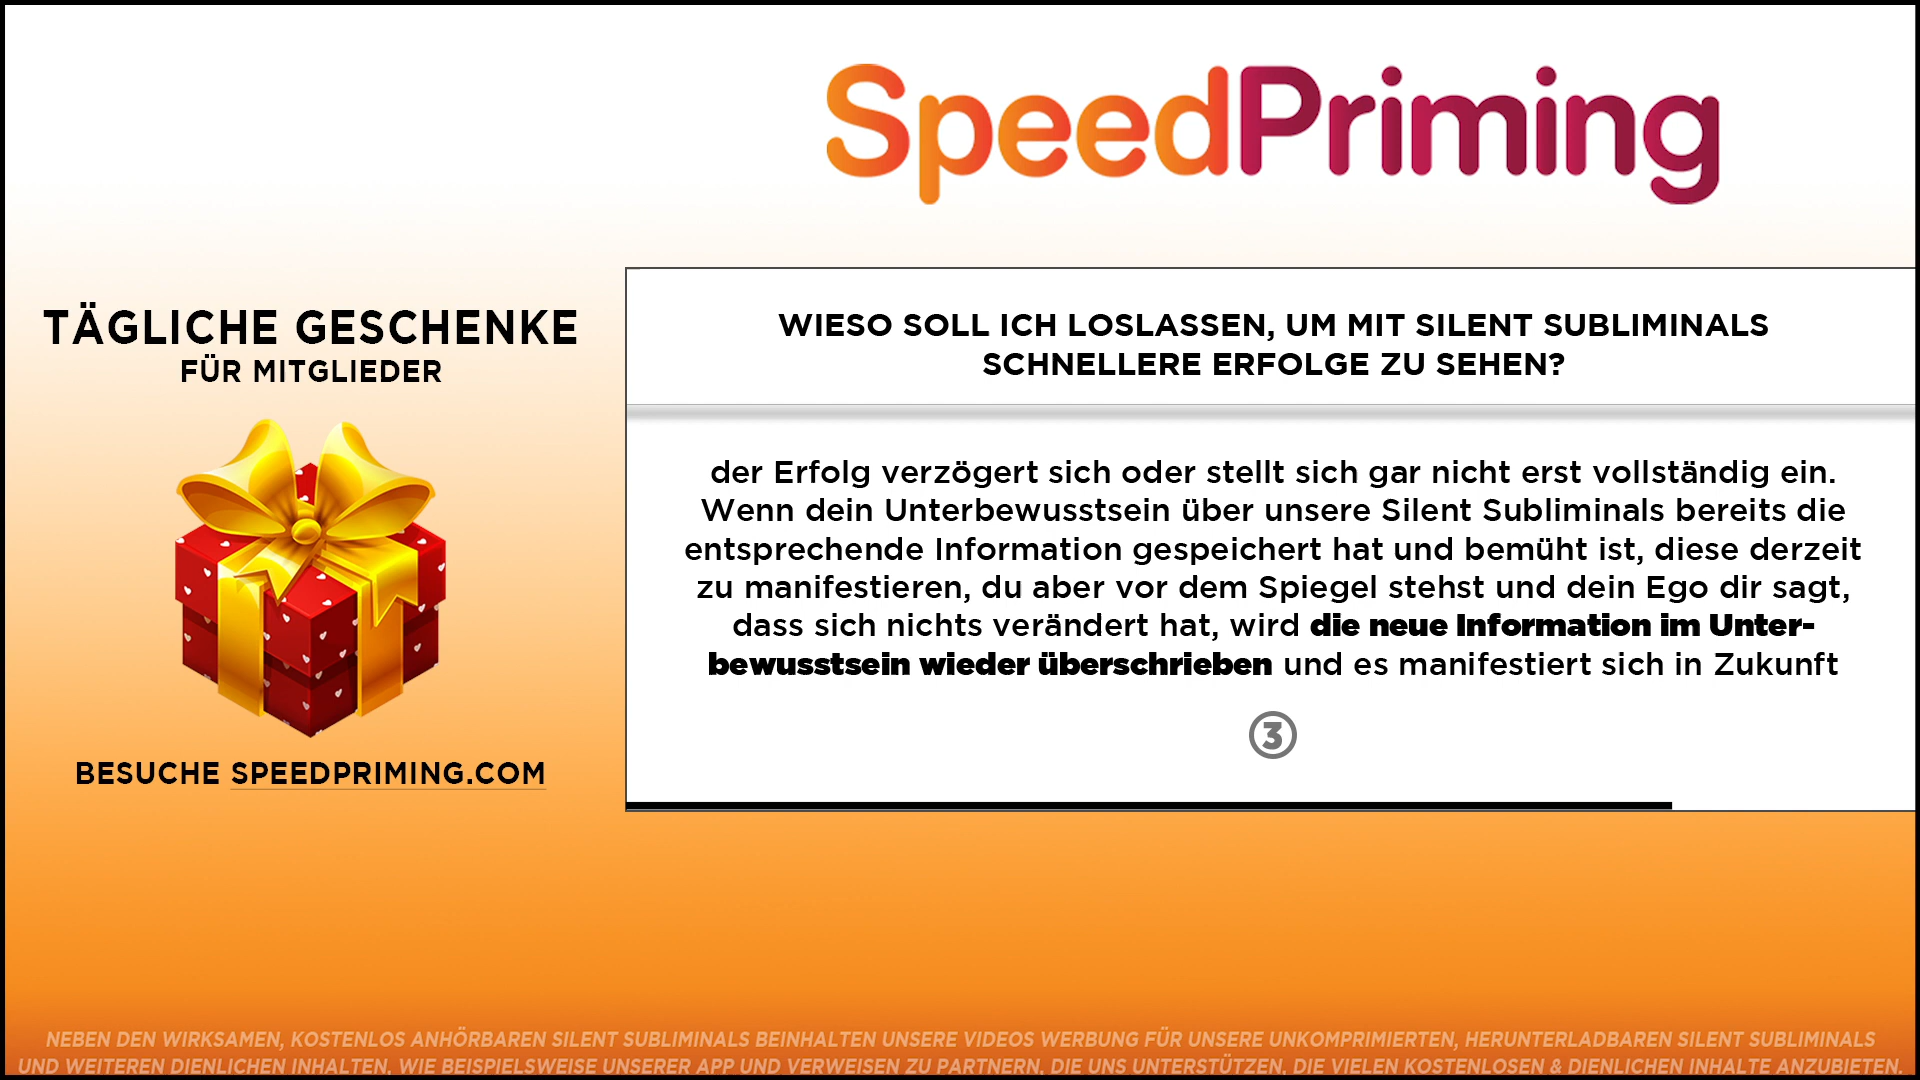 SpeedPriming
TÄGLICHE GESCHENKE
FÜR MITGLIEDER
BESUCHE SPEEDPRIMING.COM
WIESO SOLL ICH LOSLASSEN, UM MIT SILENT SUBLIMINALS
SCHNELLERE ERFOLGE ZU SEHEN?
der Erfolg verzögert sich oder stellt sich gar nicht erst vollständig ein.
Wenn dein Unterbewusstsein über unsere Silent Subliminals bereits die
entsprechende Information gespeichert hat und bemüht ist, diese derzeit
zu manifestieren, du aber vor dem Spiegel stehst und dein Ego dir sagt,
dass sich nichts verändert hat, wird die neue Information im Unter-
bewusstsein wieder überschrieben und es manifestiert sich in Zukunft
3
NEBEN DEN WIRKSAMEN, KOSTENLOS ANHÖRBAREN SILENT SUBLIMINALS BEINHALTEN UNSERE VIDEOS WERBUNG FÜR UNSERE UNKOMPRIMIERTEN, HERUNTERLADBAREN SILENT SUBLIMINALS
UND WEITEREN DIENLICHEN INHALTEN, WIE BEISPIELSWEISE UNSERER APP UND VERWEISEN ZU PARTNERN, DIE UNS UNTERSTÜTZEN, DIE VIELEN KOSTENLOSEN & DIENLICHEN INHALTE ANZUBIETEN.